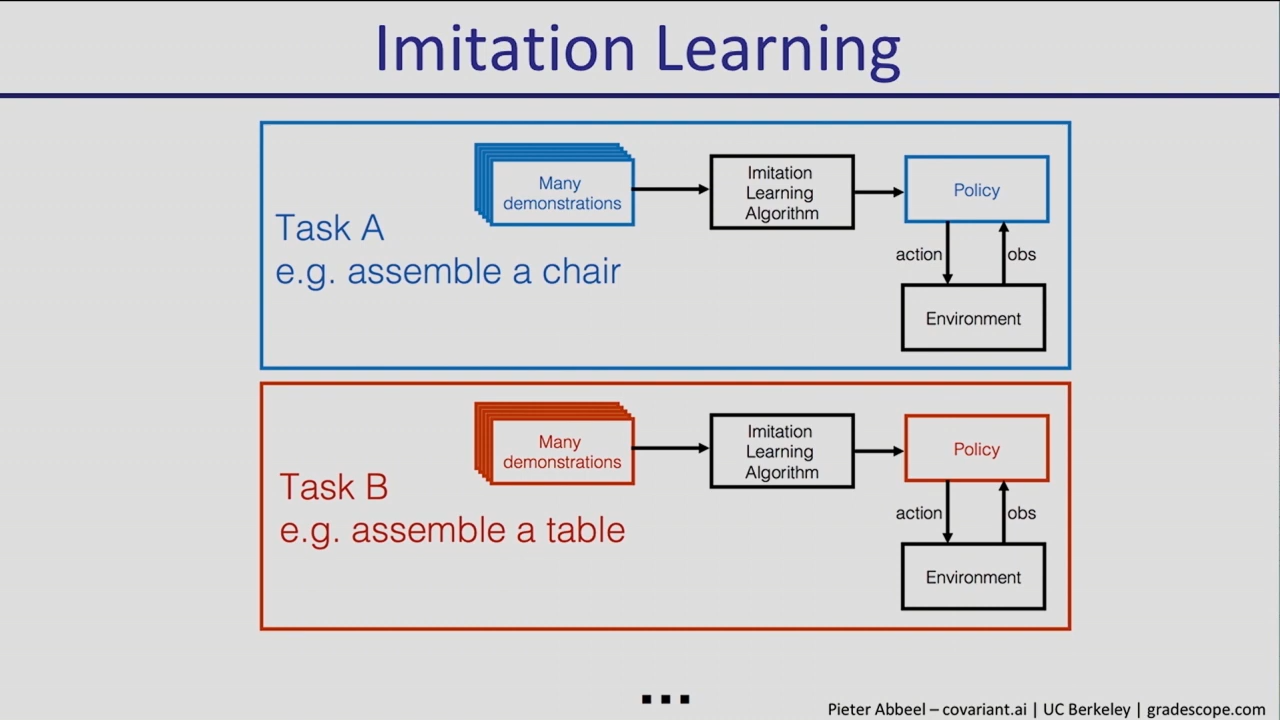 Imitation Learning
Task A
e.g. assemble a chair
Many
demonstrations
Imitation
Learning
Algorithm
Policy
action
obs
Environment
Task B
e.g. assemble a table
Many
demonstrations
Imitation
Learning
Algorithm
Policy
action
obs
Environment
...
Pieter Abbeel – covariant.ai | UC Berkeley | gradescope.com